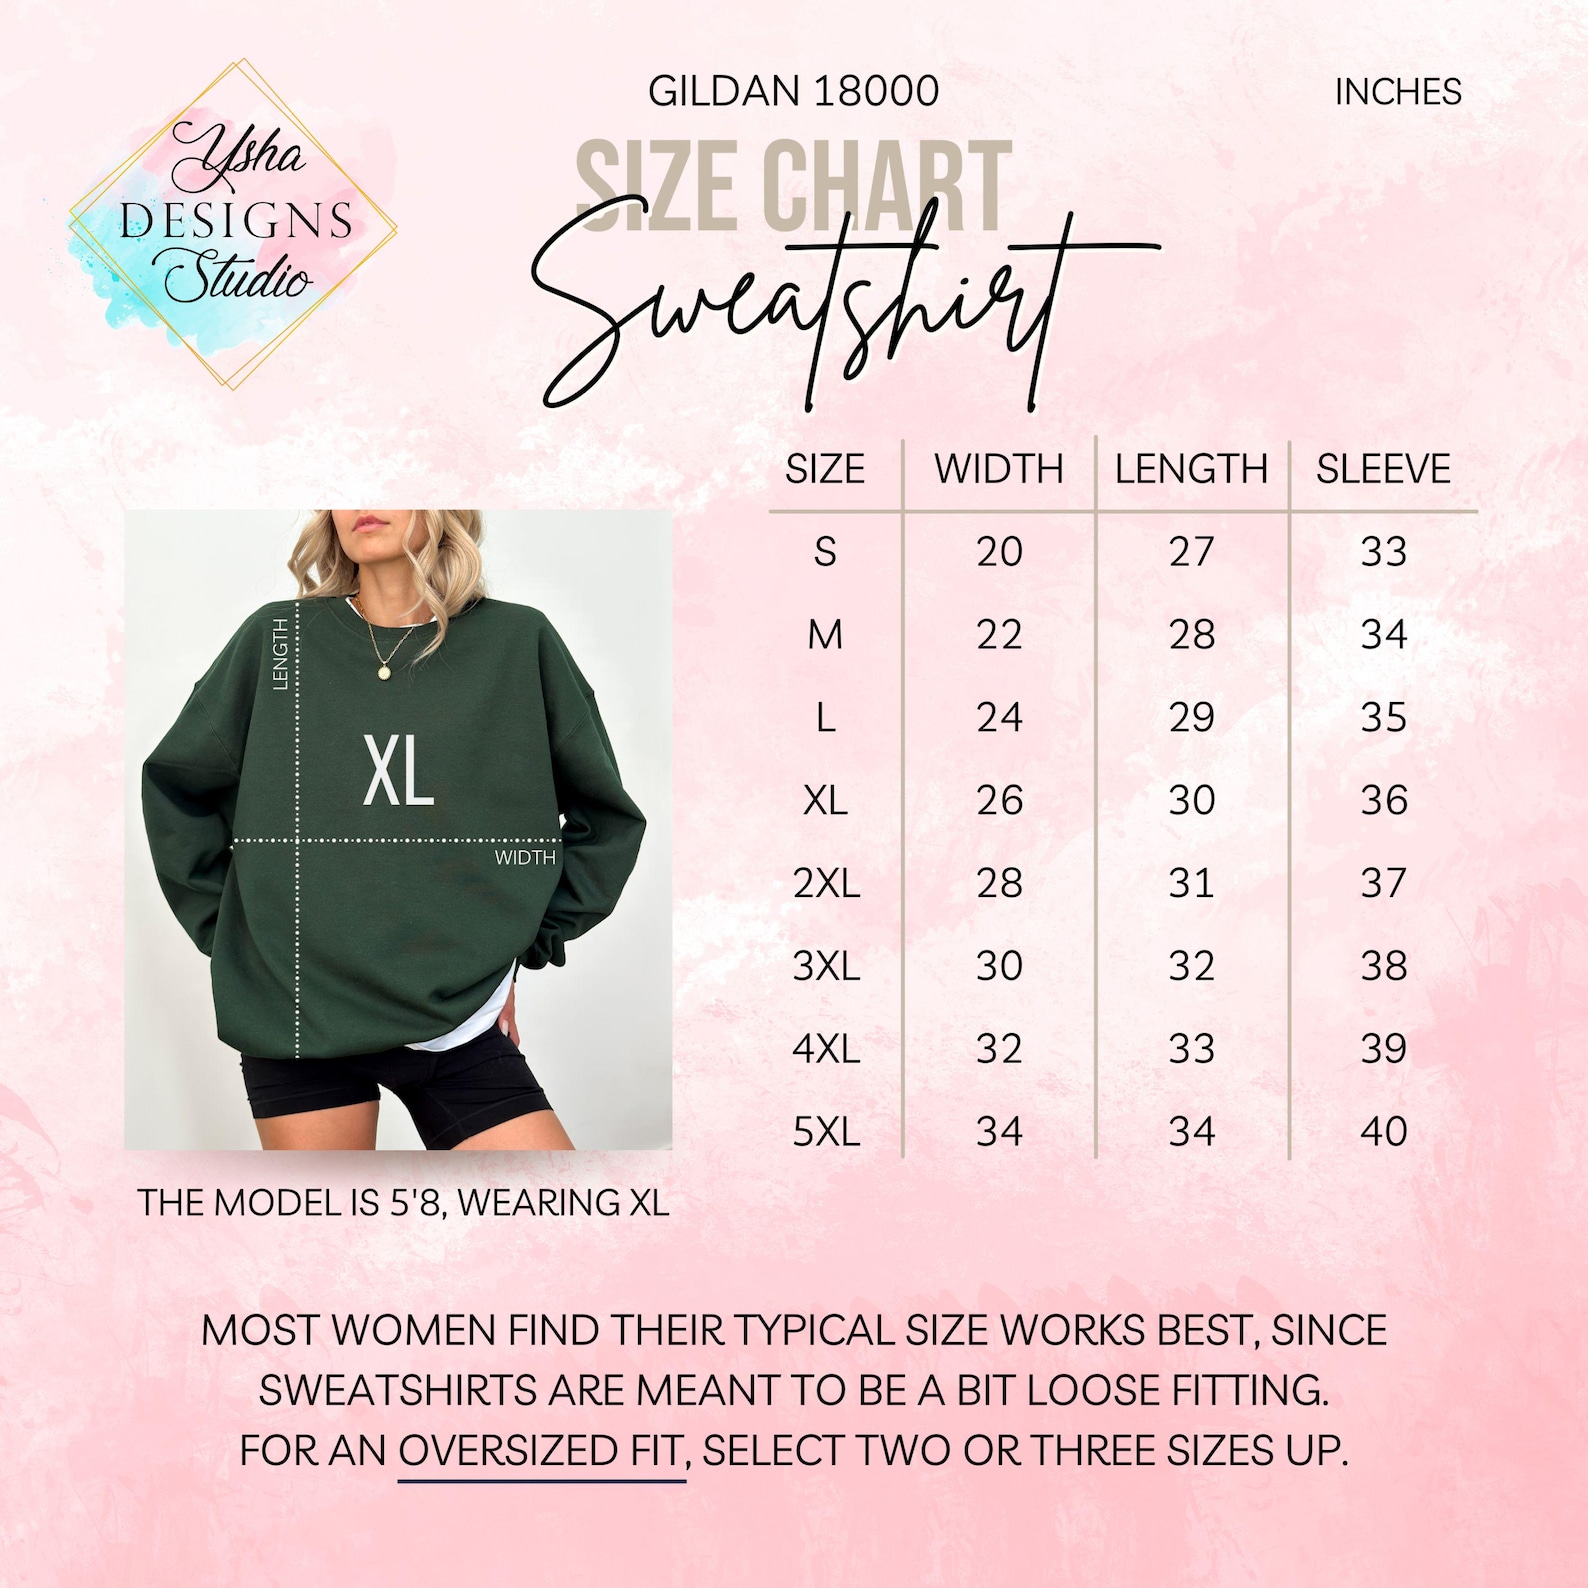 Ysha
DESIGNS
Studio
GILDAN 18000
INCHES
SIZE CHART
Sweatshirt
SIZE WIDTH LENGTH SLEEVE
S 20 27 33
M 22 28 34
L 24 29 35
XL 26 30 36
2XL 28 31 37
3XL 30 32 38
4XL 32 33 39
5XL 34 34 40
LENGTH
XL
WIDTH
THE MODEL IS 5'8, WEARING XL
MOST WOMEN FIND THEIR TYPICAL SIZE WORKS BEST, SINCE
SWEATSHIRTS ARE MEANT TO BE A BIT LOOSE FITTING.
FOR AN OVERSIZED FIT, SELECT TWO OR THREE SIZES UP.